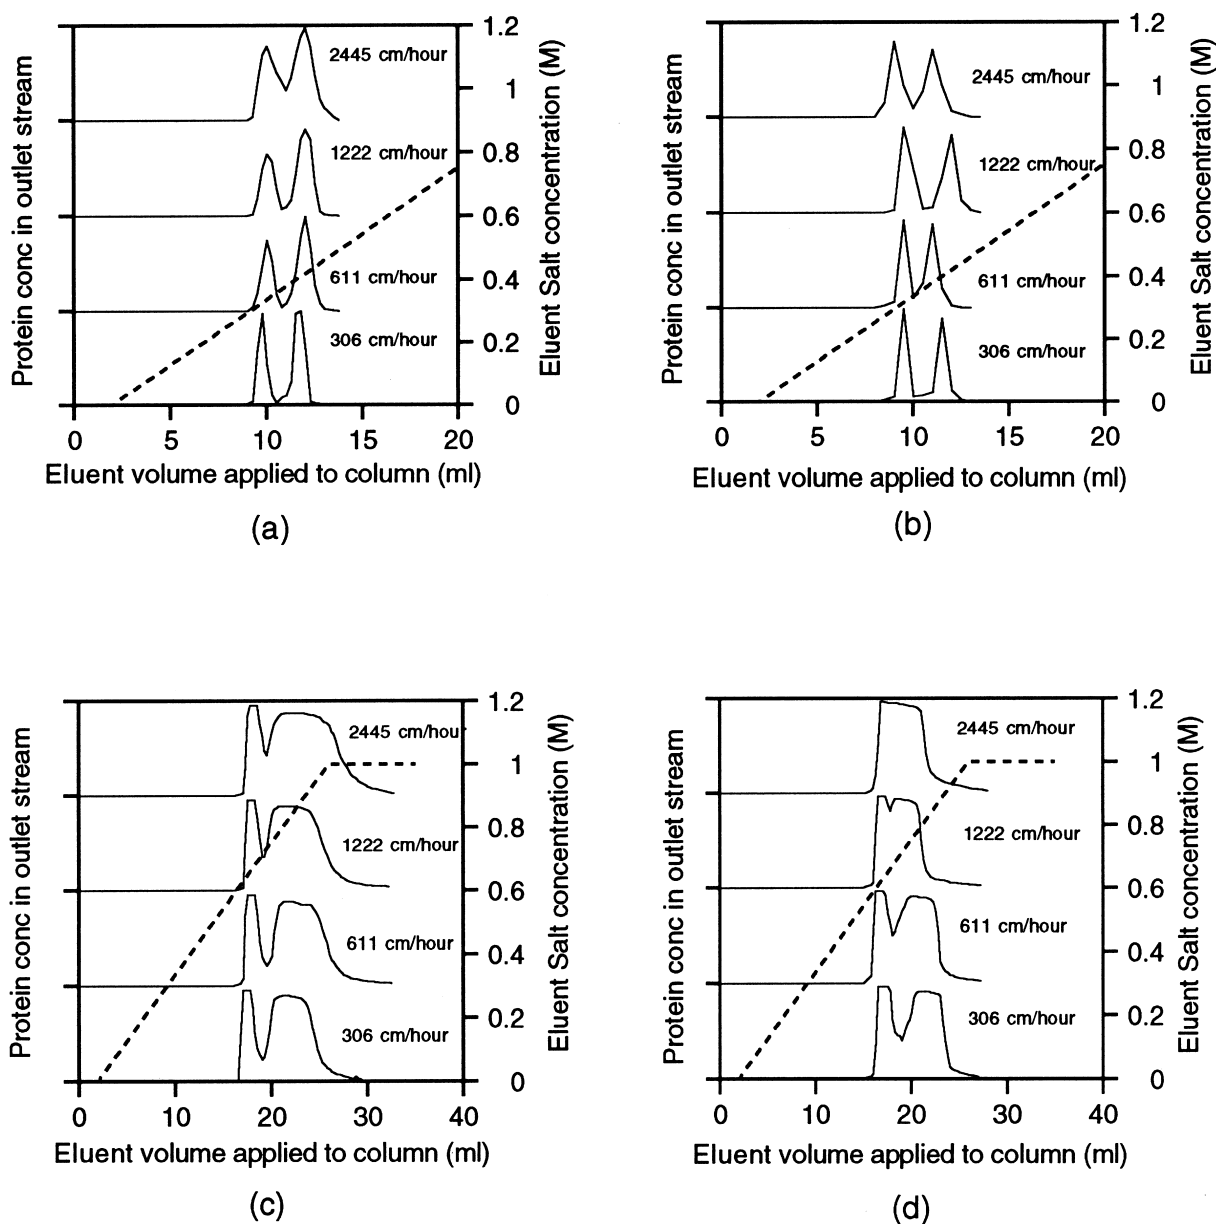 Protein conc in outlet stream
1.2
1
0.8
0.6
0.4
0.2
0
Eluent Salt concentration (M)
2445 cm/hour
1222 cm/hour
611 cm/hour
306 cm/hour
0 5 10 15 20
Eluent volume applied to column (ml)
(a)
Protein conc in outlet stream
1.2
1
0.8
0.6
0.4
0.2
0
Eluent Salt concentration (M)
2445 cm/hour
1222 cm/hour
611 cm/hour
306 cm/hour
0 5 10 15 20
Eluent volume applied to column (ml)
(b)
Protein conc in outlet stream
1.2
1
0.8
0.6
0.4
0.2
0
Eluent Salt concentration (M)
2445 cm/hour
1222 cm/hour
611 cm/hour
306 cm/hour
0 10 20 30 40
Eluent volume applied to column (ml)
(c)
Protein conc in outlet stream
1.2
1
0.8
0.6
0.4
0.2
0
Eluent Salt concentration (M)
2445 cm/hour
1222 cm/hour
611 cm/hour
306 cm/hour
0 10 20 30 40
Eluent volume applied to column (ml)
(d)